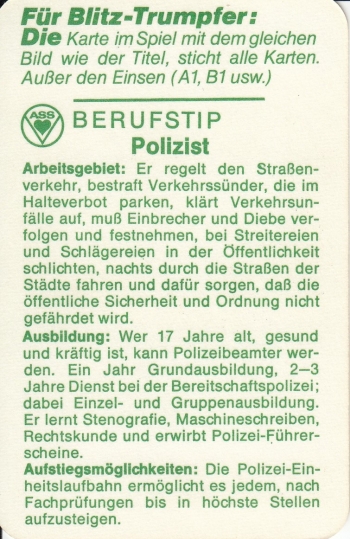 Für Blitz-Trumpfer:
Die Karte im Spiel mit dem gleichen
Bild wie der Titel, sticht alle Karten.
Außer den Einsen (A1, B1 usw.)
ASS
BERUFSTIP
Polizist
Arbeitsgebiet: Er regelt den Straßen-
verkehr, bestraft Verkehrssünder, die im
Halteverbot parken, klärt Verkehrsun-
fälle auf, muß Einbrecher und Diebe ver-
folgen und festnehmen, bei Streitereien
und Schlägereien in der Öffentlichkeit
schlichten, nachts durch die Straßen der
Städte fahren und dafür sorgen, daß die
öffentliche Sicherheit und Ordnung nicht
gefährdet wird.
Ausbildung: Wer 17 Jahre alt, gesund
und kräftig ist, kann Polizeibeamter wer-
den. Ein Jahr Grundausbildung, 2—3
Jahre Dienst bei der Bereitschaftspolizei;
dabei Einzel- und Gruppenausbildung.
Er lernt Stenografie, Maschineschreiben,
Rechtskunde und erwirbt Polizei-Führer-
scheine.
Aufstiegsmöglichkeiten: Die Polizei-Ein-
heitslaufbahn ermöglicht es jedem, nach
Fachprüfungen bis in höchste Stellen
aufzusteigen.